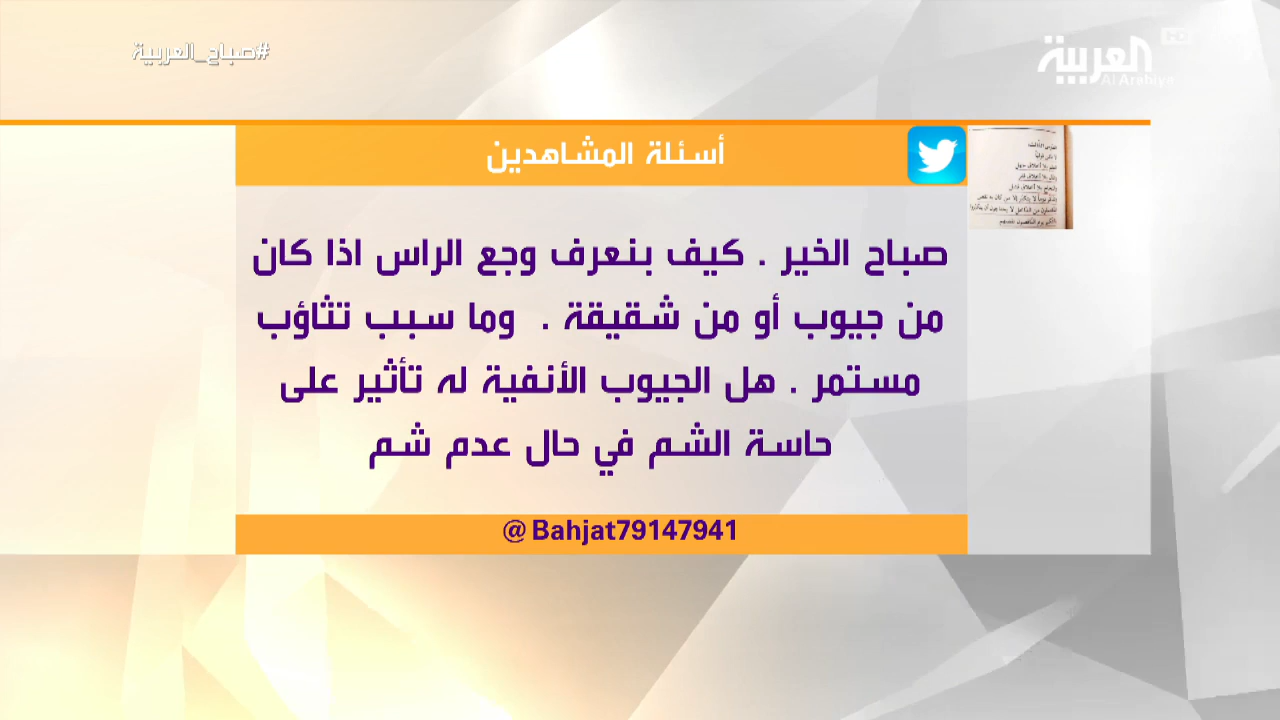 #صباح_العربية
العربية HD
Al Arabiya
أسئلة المشاهدين
صباح الخير . كيف بنعرف وجع الراس اذا كان
من جيوب أو من شقيقة . وما سبب تثاؤب
مستمر . هل الجيوب الأنفية له تأثير على
حاسة الشم في حال عدم شم
@Bahjat79147941